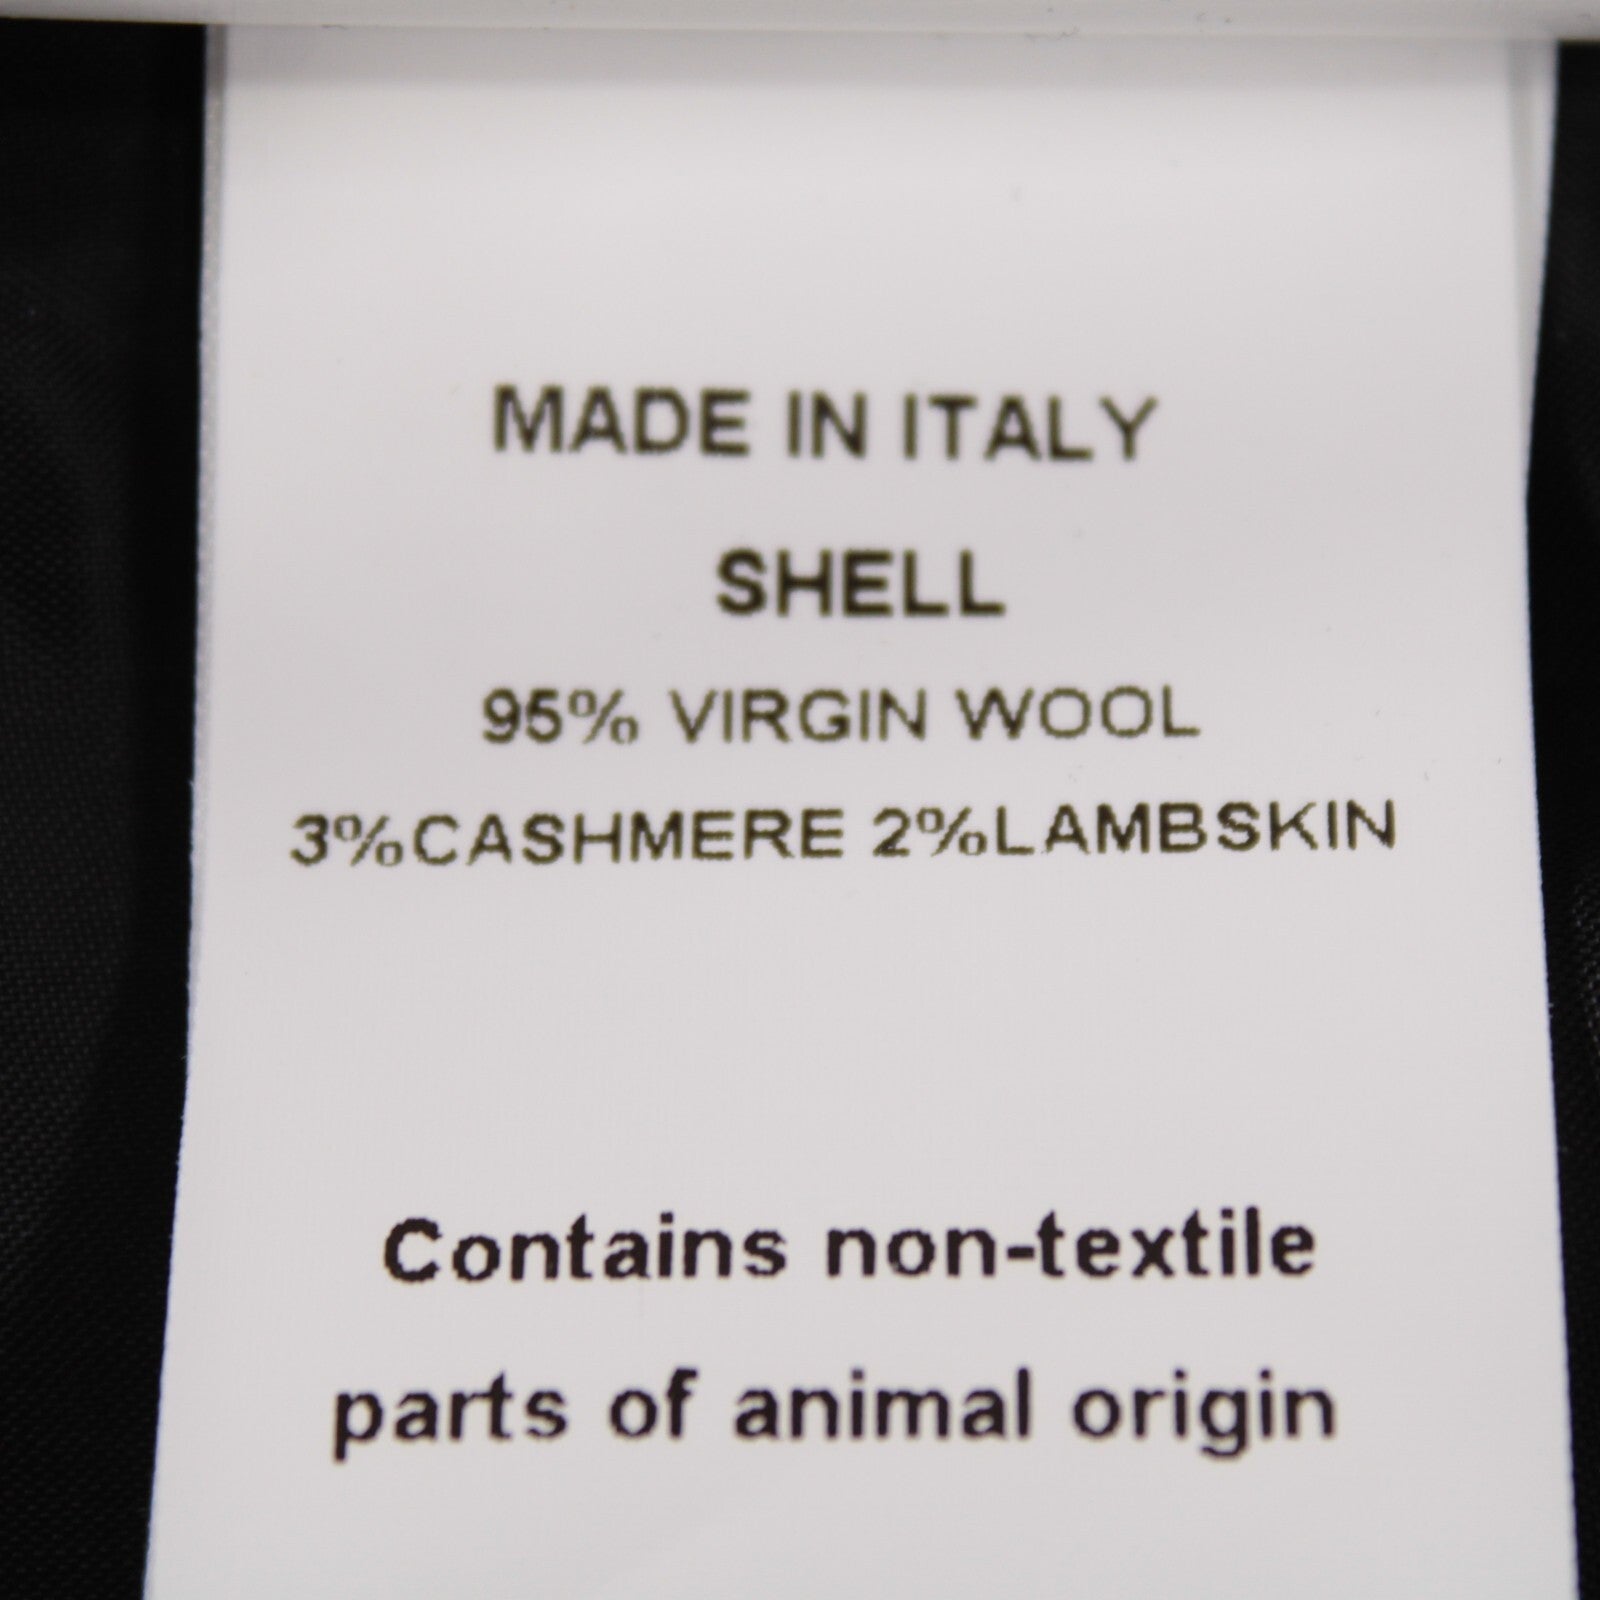 MADE IN ITALY
SHELL
95% VIRGIN WOOL
3%CASHMERE 2%LAMBSKIN
Contains non-textile
parts of animal origin